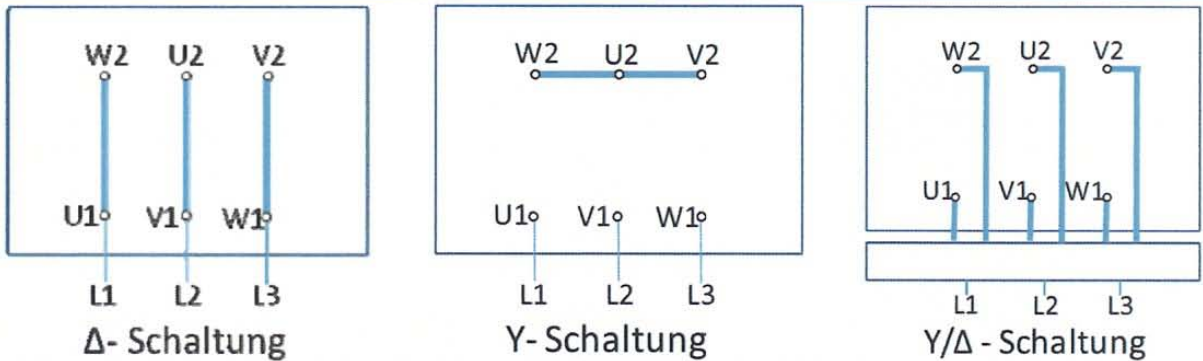 W2 U2 V2
U1 V1 W1
L1 L2 L3
Δ- Schaltung
W2 U2 V2
U1 V1 W1
L1 L2 L3
Y- Schaltung
W2 U2 V2
U1 V1 W1
L1 L2 L3
Y/Δ - Schaltung